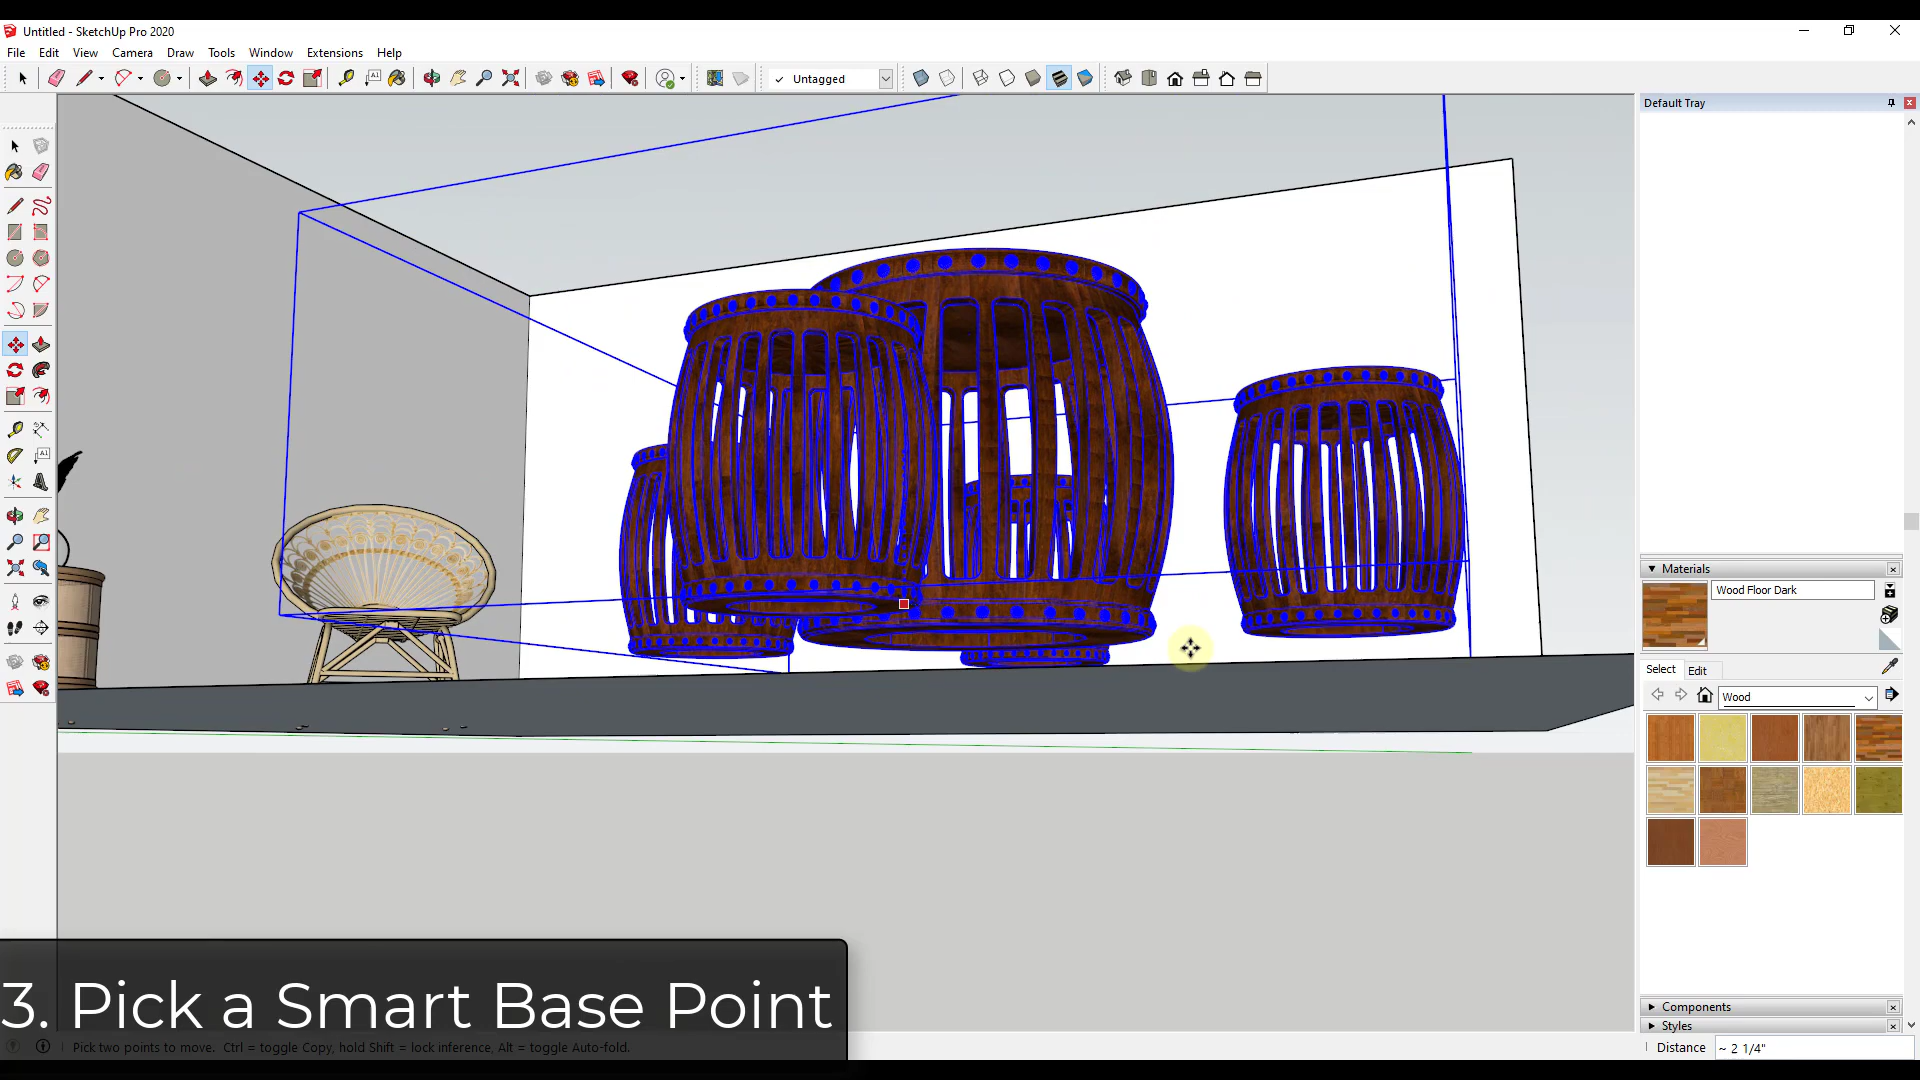 Untitled - SketchUp Pro 2020
File Edit View Camera Draw Tools Window Extensions Help
A1
✓ Untagged
Default Tray
A1
Materials
Wood Floor Dark
Select Edit
Wood
3. Pick a Smart Base Point
Components
Styles
Pick two points to move. Ctrl = toggle Copy, hold Shift = lock inference, Alt = toggle Auto-fold.
Distance ~ 2 1/4"